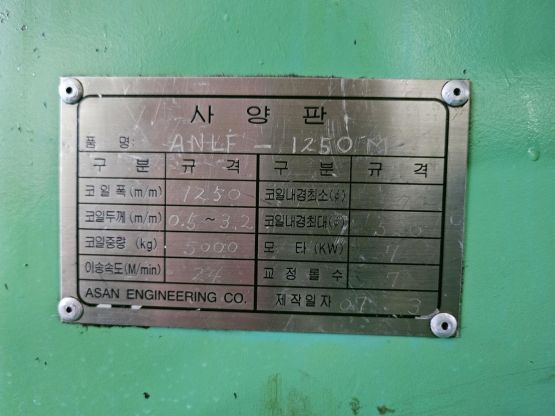 사 양 판
품 명 ANLF - 1250 M
구 분 규 격 구 분 규 격
코일폭(m/m) 1250 코일내경최소(ø)
코일두께(m/m) 0.5~3.2 코일내경최대(ø)
코일중량 (kg) 5000 모 타(KW)
이송속도(M/min) 24 교 정 롤 수 7
ASAN ENGINEERING CO. 제작일자 07. 3